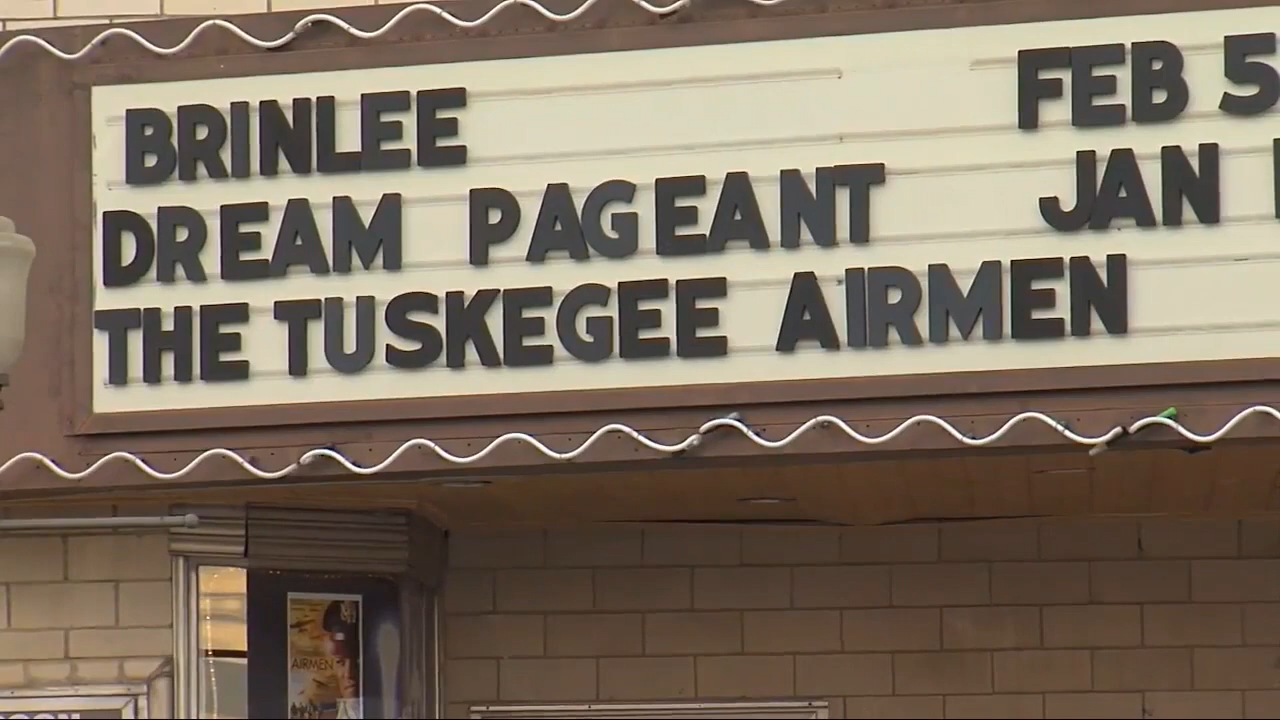 BRINLEE FEB 5
DREAM PAGEANT JAN
THE TUSKEGEE AIRMEN
AIRMEN